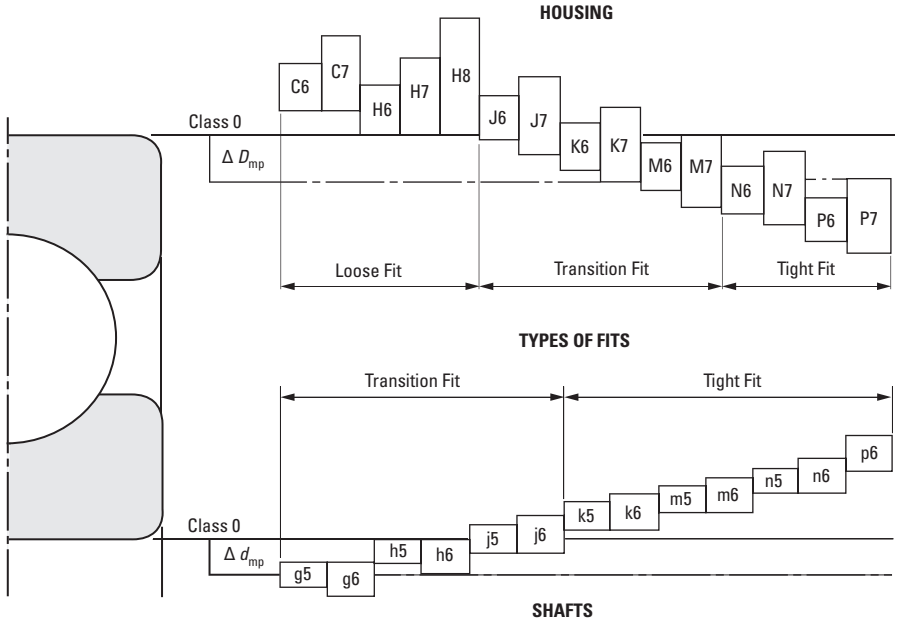 HOUSING
C6 C7 H6 H7 H8 J6 J7 K6 K7 M6 M7 N6 N7 P6 P7
Class 0
Δ Dmp
Loose Fit Transition Fit Tight Fit
TYPES OF FITS
Transition Fit Tight Fit
g5 g6 h5 h6 j5 j6 k5 k6 m5 m6 n5 n6 p6
Class 0
Δ dmp
SHAFTS